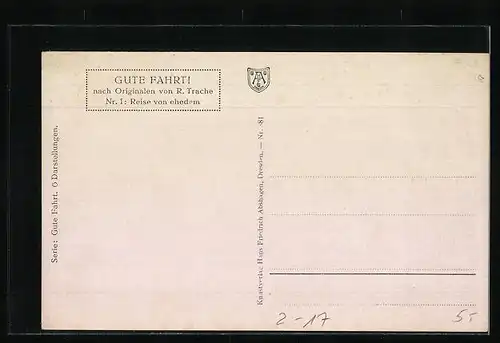 GUTE FAHRT!
nach Originalen von R. Trache
Nr. 1: Reise von ehedem
Serie: Gute Fahrt. 6 Darstellungen.
Kunstverlag Hans Friedrich Abshagen, Dresden. — Nr. 81
2-17
5-